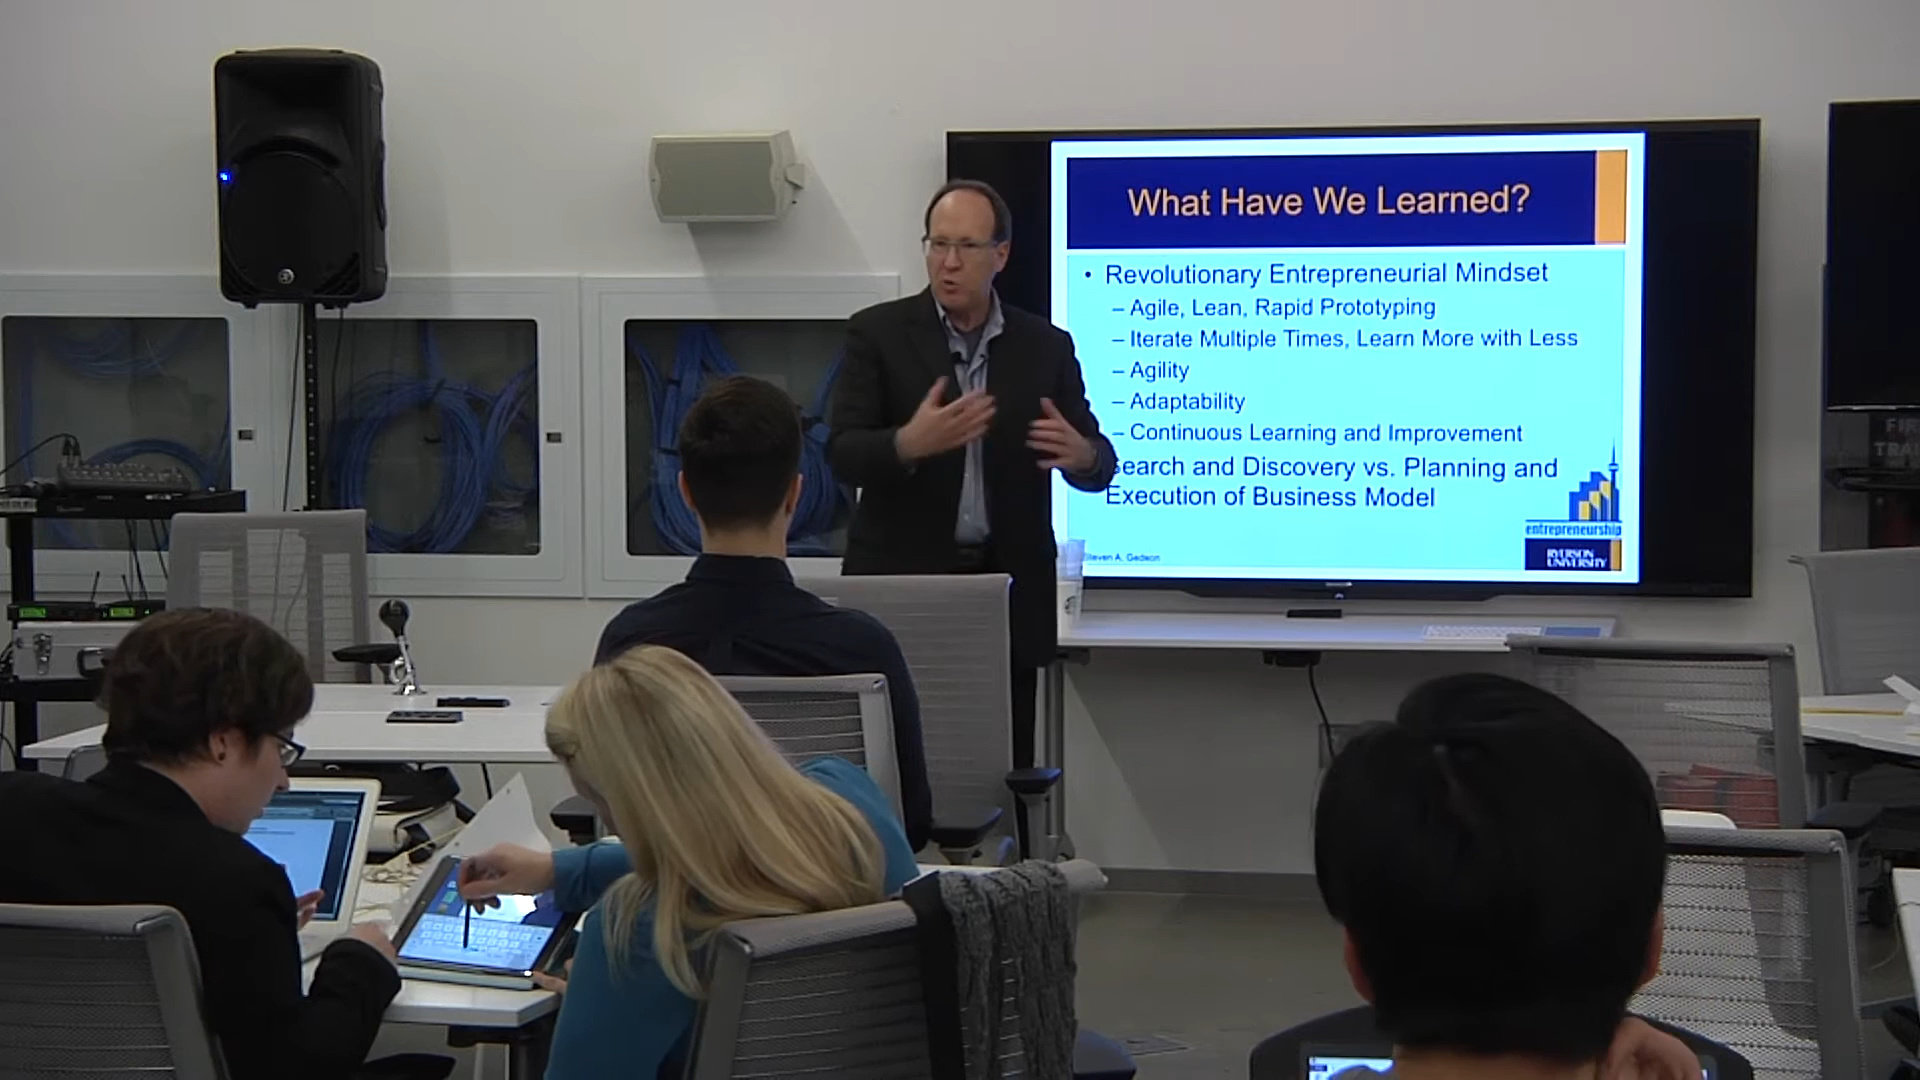 What Have We Learned?
• Revolutionary Entrepreneurial Mindset
– Agile, Lean, Rapid Prototyping
– Iterate Multiple Times, Learn More with Less
– Agility
– Adaptability
– Continuous Learning and Improvement
Search and Discovery vs. Planning and
Execution of Business Model
entrepreneurship
Steven A. Gedeon
RYERSON
UNIVERSITY